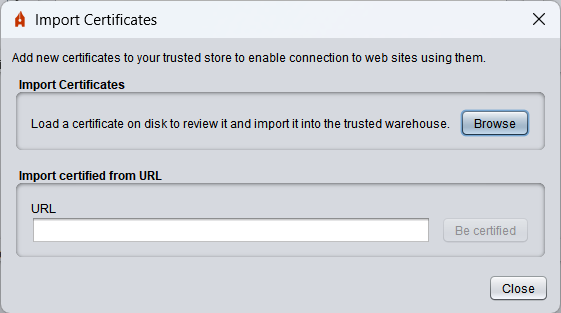 Import Certificates
Add new certificates to your trusted store to enable connection to web sites using them.
Import Certificates
Load a certificate on disk to review it and import it into the trusted warehouse. Browse
Import certified from URL
URL
Be certified
Close